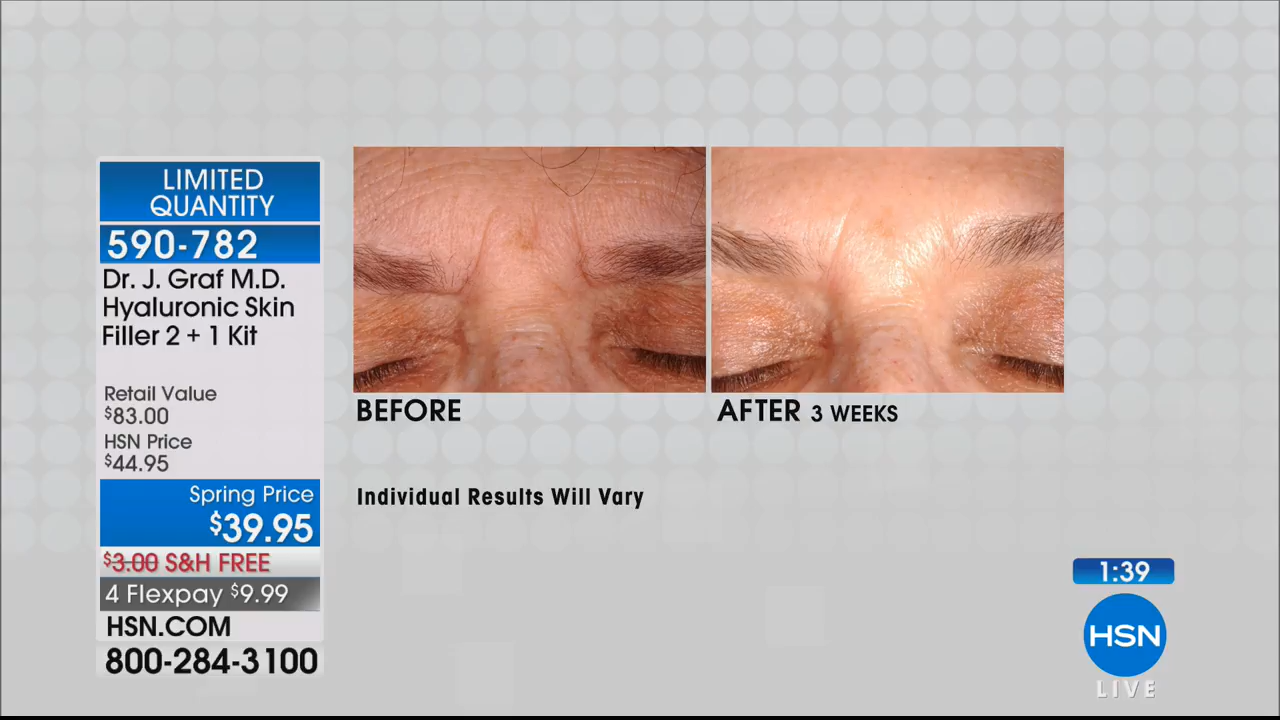 LIMITED
QUANTITY
590-782
Dr. J. Graf M.D.
Hyaluronic Skin
Filler 2 + 1 Kit
Retail Value
$83.00
HSN Price
$44.95
Spring Price
$39.95
$3.00 S&H FREE
4 Flexpay $9.99
HSN.COM
800-284-3100
BEFORE
AFTER 3 WEEKS
Individual Results Will Vary
1:39
HSN
LIVE